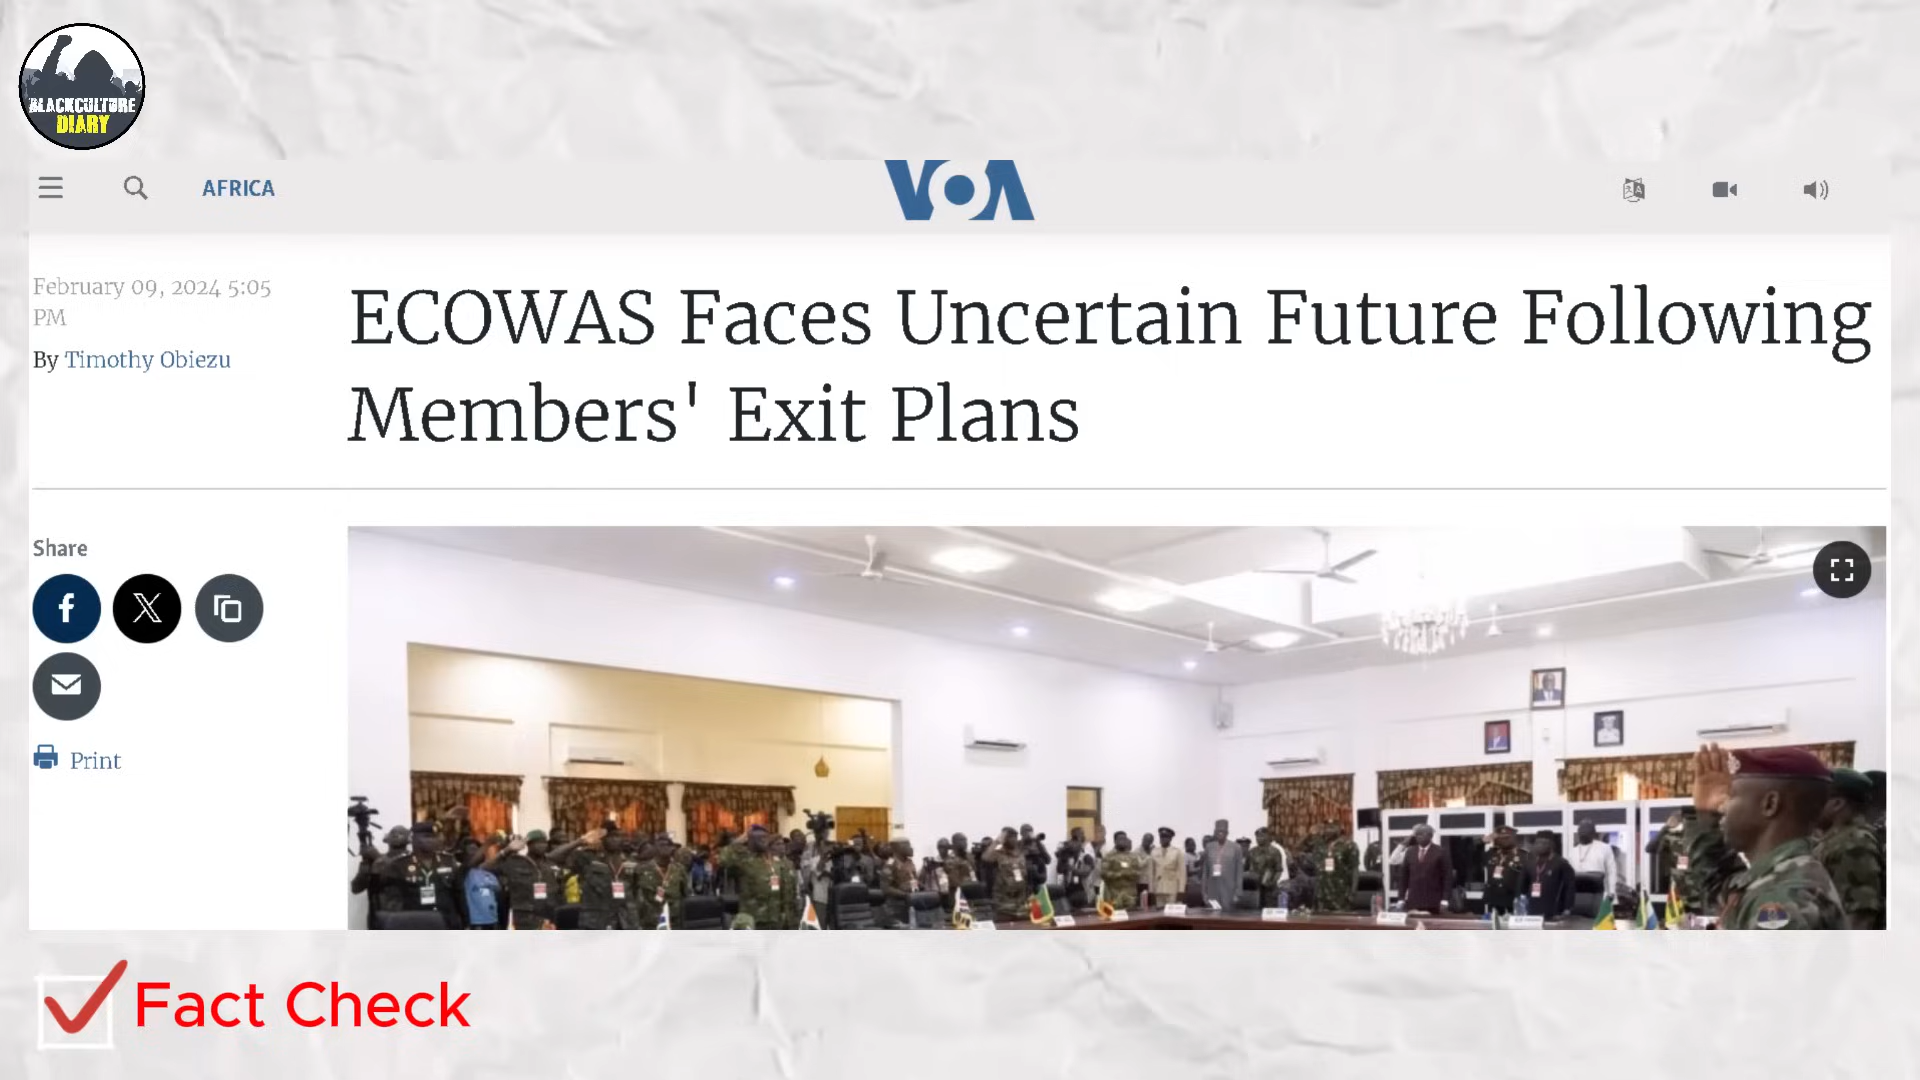 BLACKCULTURE
DIARY
AFRICA
VOA
February 09, 2024 5:05
PM
By Timothy Obiezu
ECOWAS Faces Uncertain Future Following
Members' Exit Plans
Share
Print
Fact Check